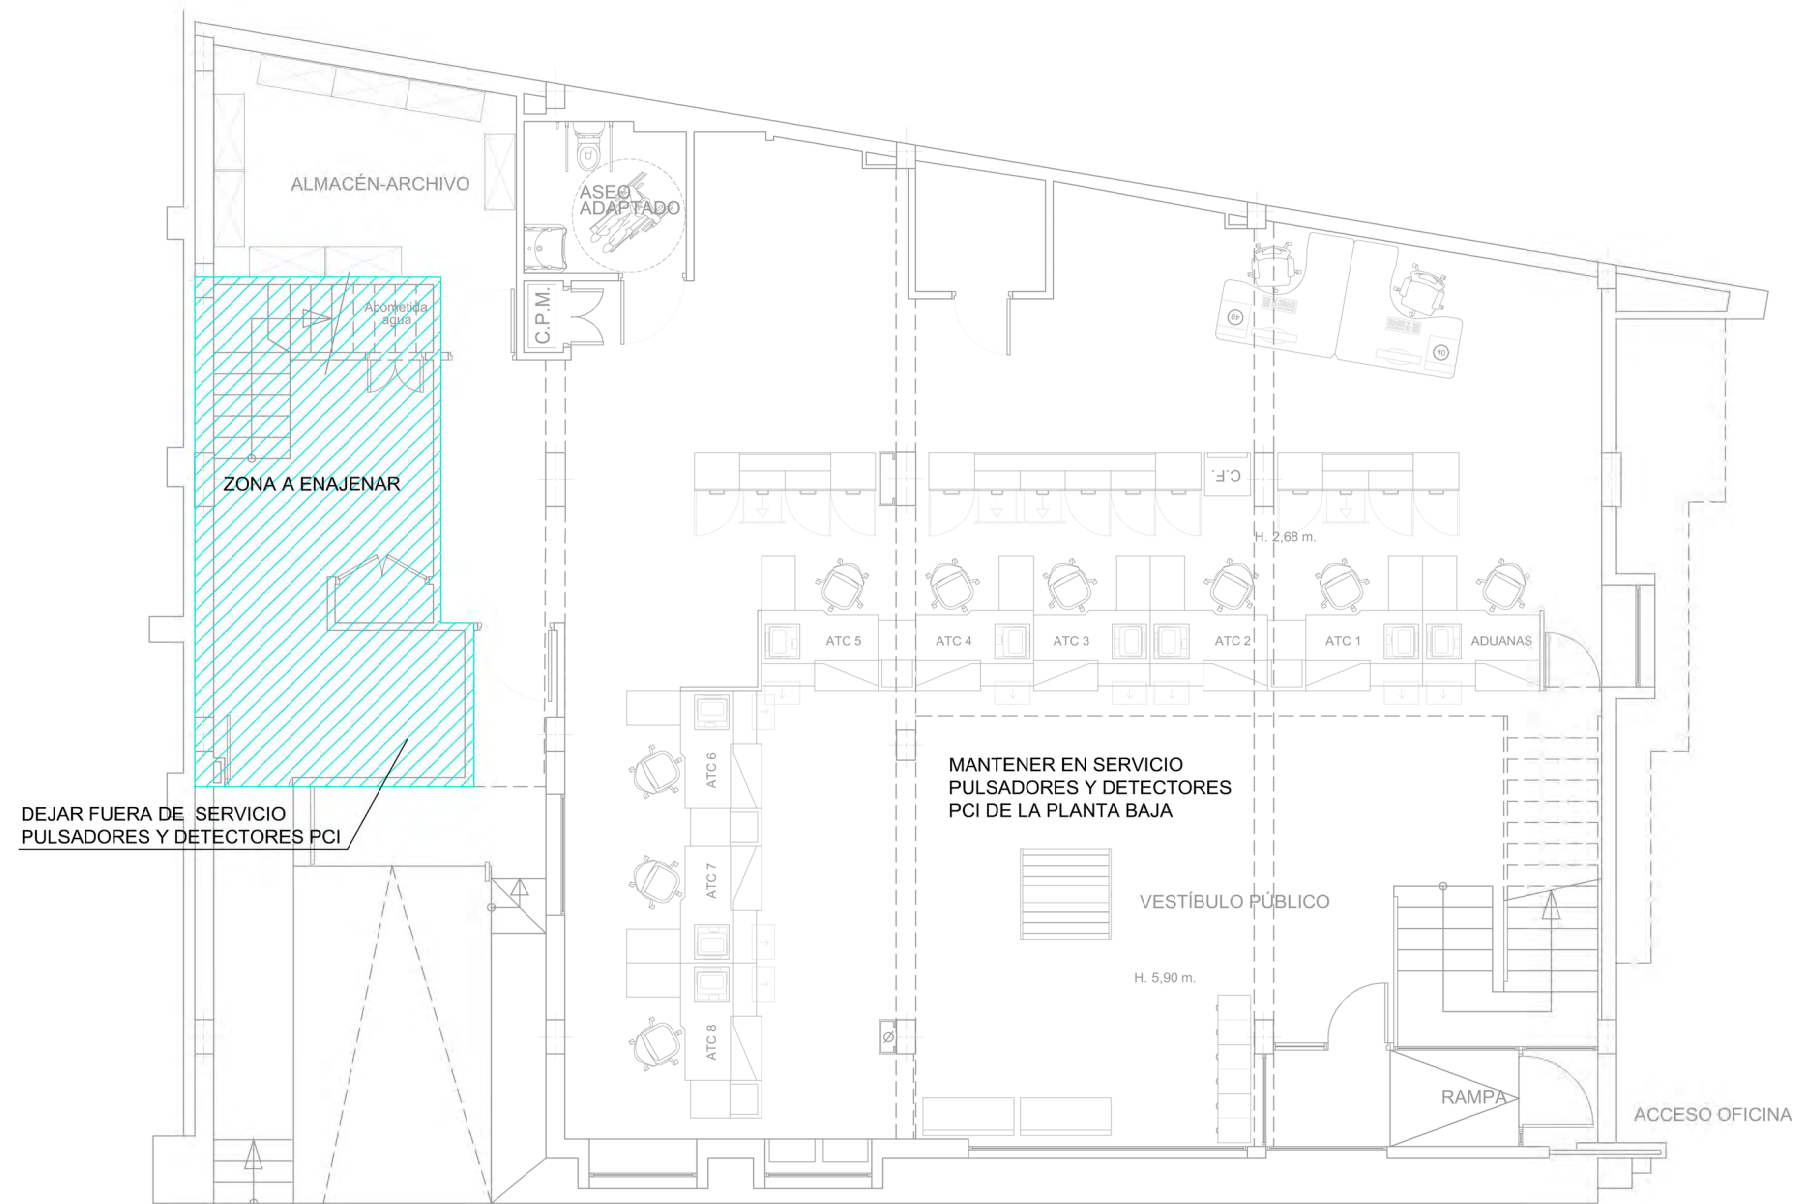 ALMACÉN-ARCHIVO
ASEO
ADAPTADO
C.P.M.
Acometida
agua
40
40
ZONA A ENAJENAR
C.F.
H. 2,68 m.
ATC 5
ATC 4
ATC 3
ATC 2
ATC 1
ADUANAS
ATC 6
MANTENER EN SERVICIO
PULSADORES Y DETECTORES
PCI DE LA PLANTA BAJA
DEJAR FUERA DE SERVICIO
PULSADORES Y DETECTORES PCI
ATC 7
VESTÍBULO PÚBLICO
H. 5,90 m.
ATC 8
RAMPA
ACCESO OFICINA